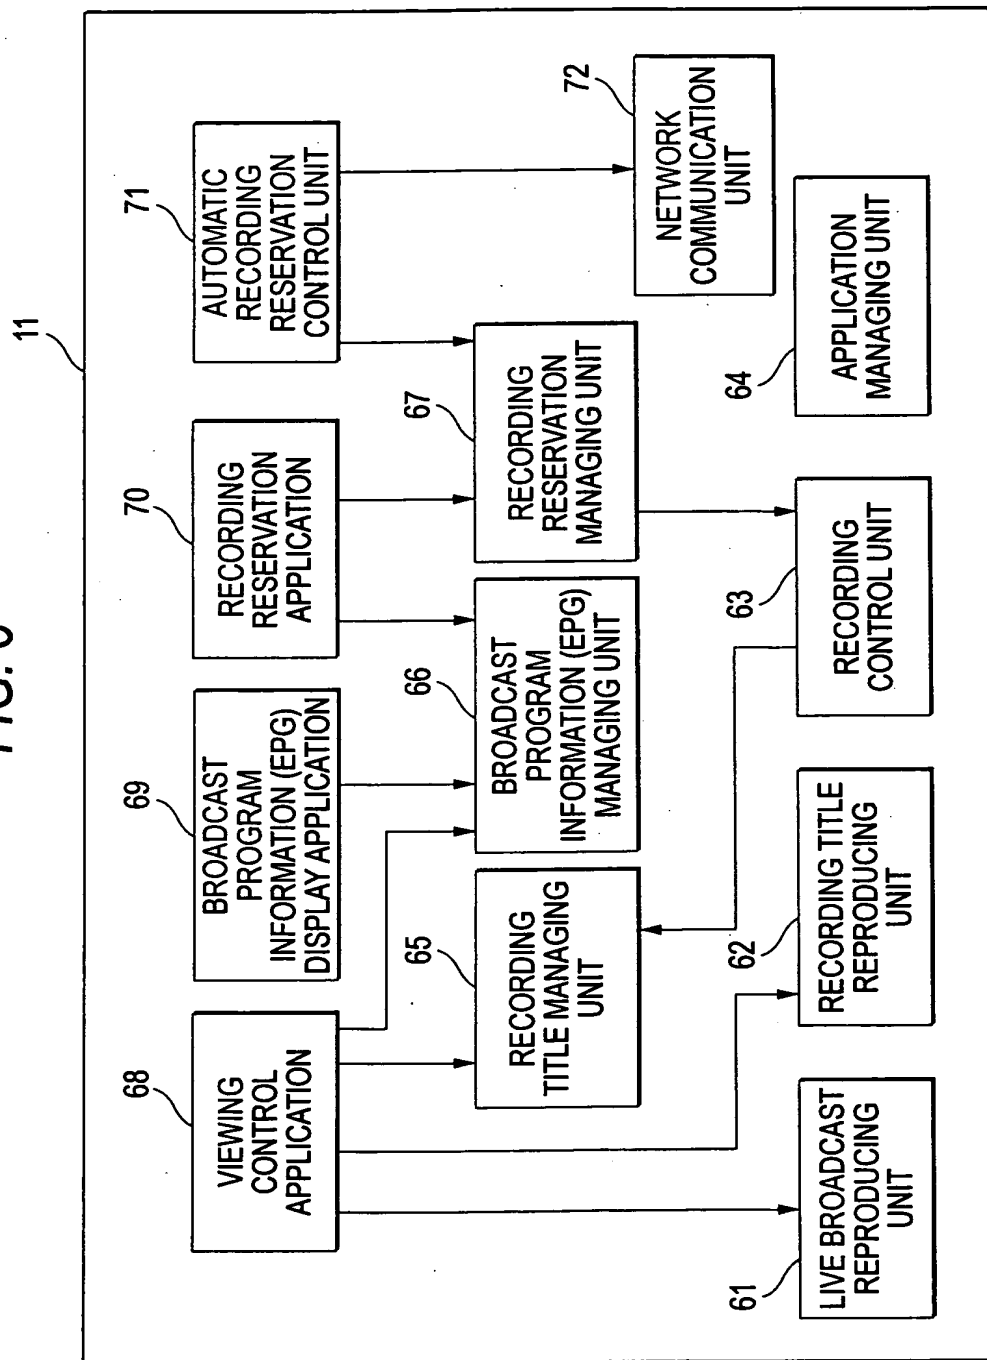 FIG.
11
68
VIEWING
CONTROL
APPLICATION
69
BROADCAST
PROGRAM
INFORMATION (EPG)
DISPLAY APPLICATION
70
RECORDING
RESERVATION
APPLICATION
71
AUTOMATIC
RECORDING
RESERVATION
CONTROL UNIT
65
RECORDING
TITLE MANAGING
UNIT
66
BROADCAST
PROGRAM
INFORMATION (EPG)
MANAGING UNIT
67
RECORDING
RESERVATION
MANAGING UNIT
72
NETWORK
COMMUNICATION
UNIT
61
LIVE BROADCAST
REPRODUCING
UNIT
62
RECORDING TITLE
REPRODUCING
UNIT
63
RECORDING
CONTROL UNIT
64
APPLICATION
MANAGING UNIT